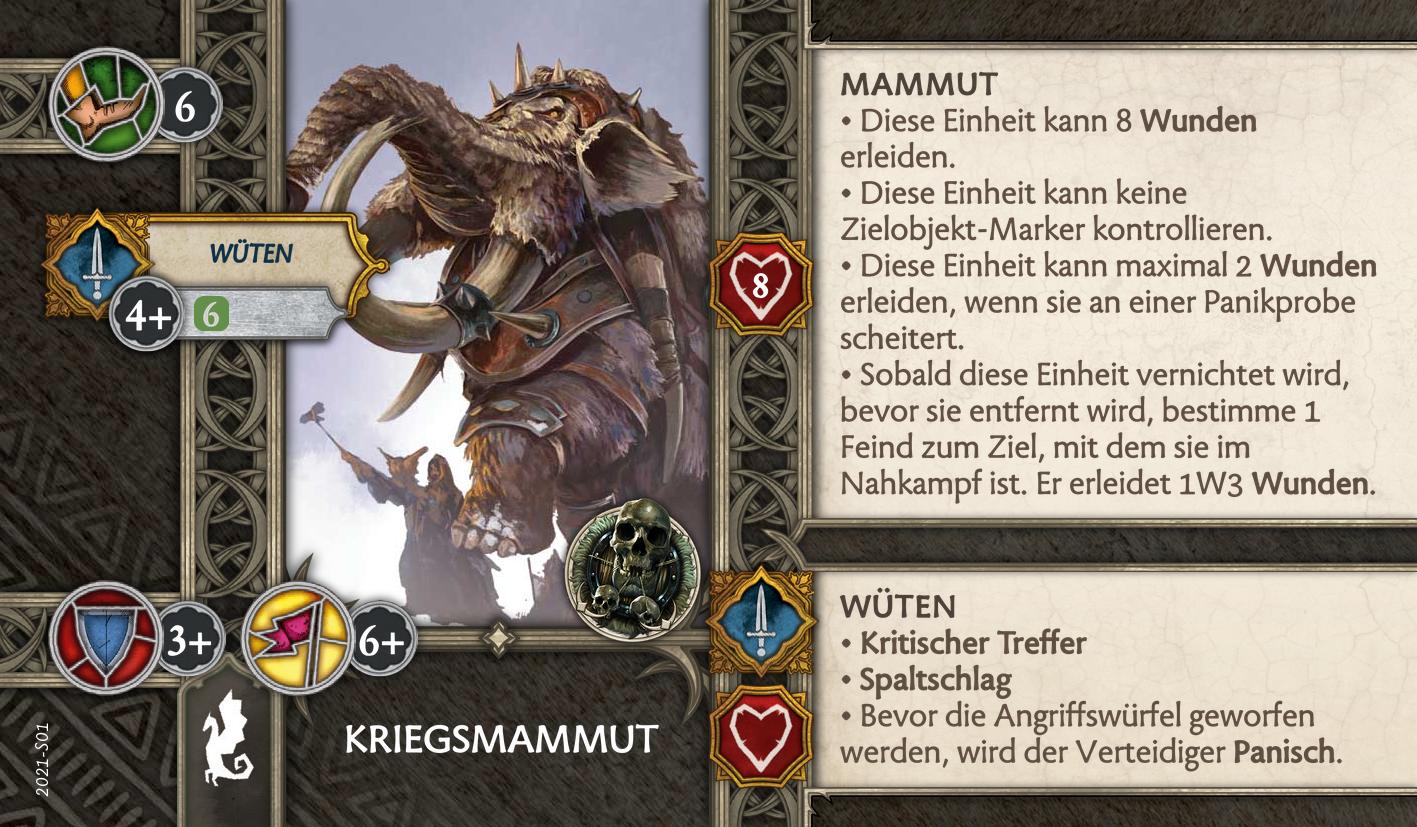 6
WÜTEN
4+
6
3+
6+
KRIEGSMAMMUT
2021-S01
8
MAMMUT
• Diese Einheit kann 8 Wunden
erleiden.
• Diese Einheit kann keine
Zielobjekt-Marker kontrollieren.
• Diese Einheit kann maximal 2 Wunden
erleiden, wenn sie an einer Panikprobe
scheitert.
• Sobald diese Einheit vernichtet wird,
bevor sie entfernt wird, bestimme 1
Feind zum Ziel, mit dem sie im
Nahkampf ist. Er erleidet 1W3 Wunden.
WÜTEN
• Kritischer Treffer
• Spaltschlag
• Bevor die Angriffswürfel geworfen
werden, wird der Verteidiger Panisch.